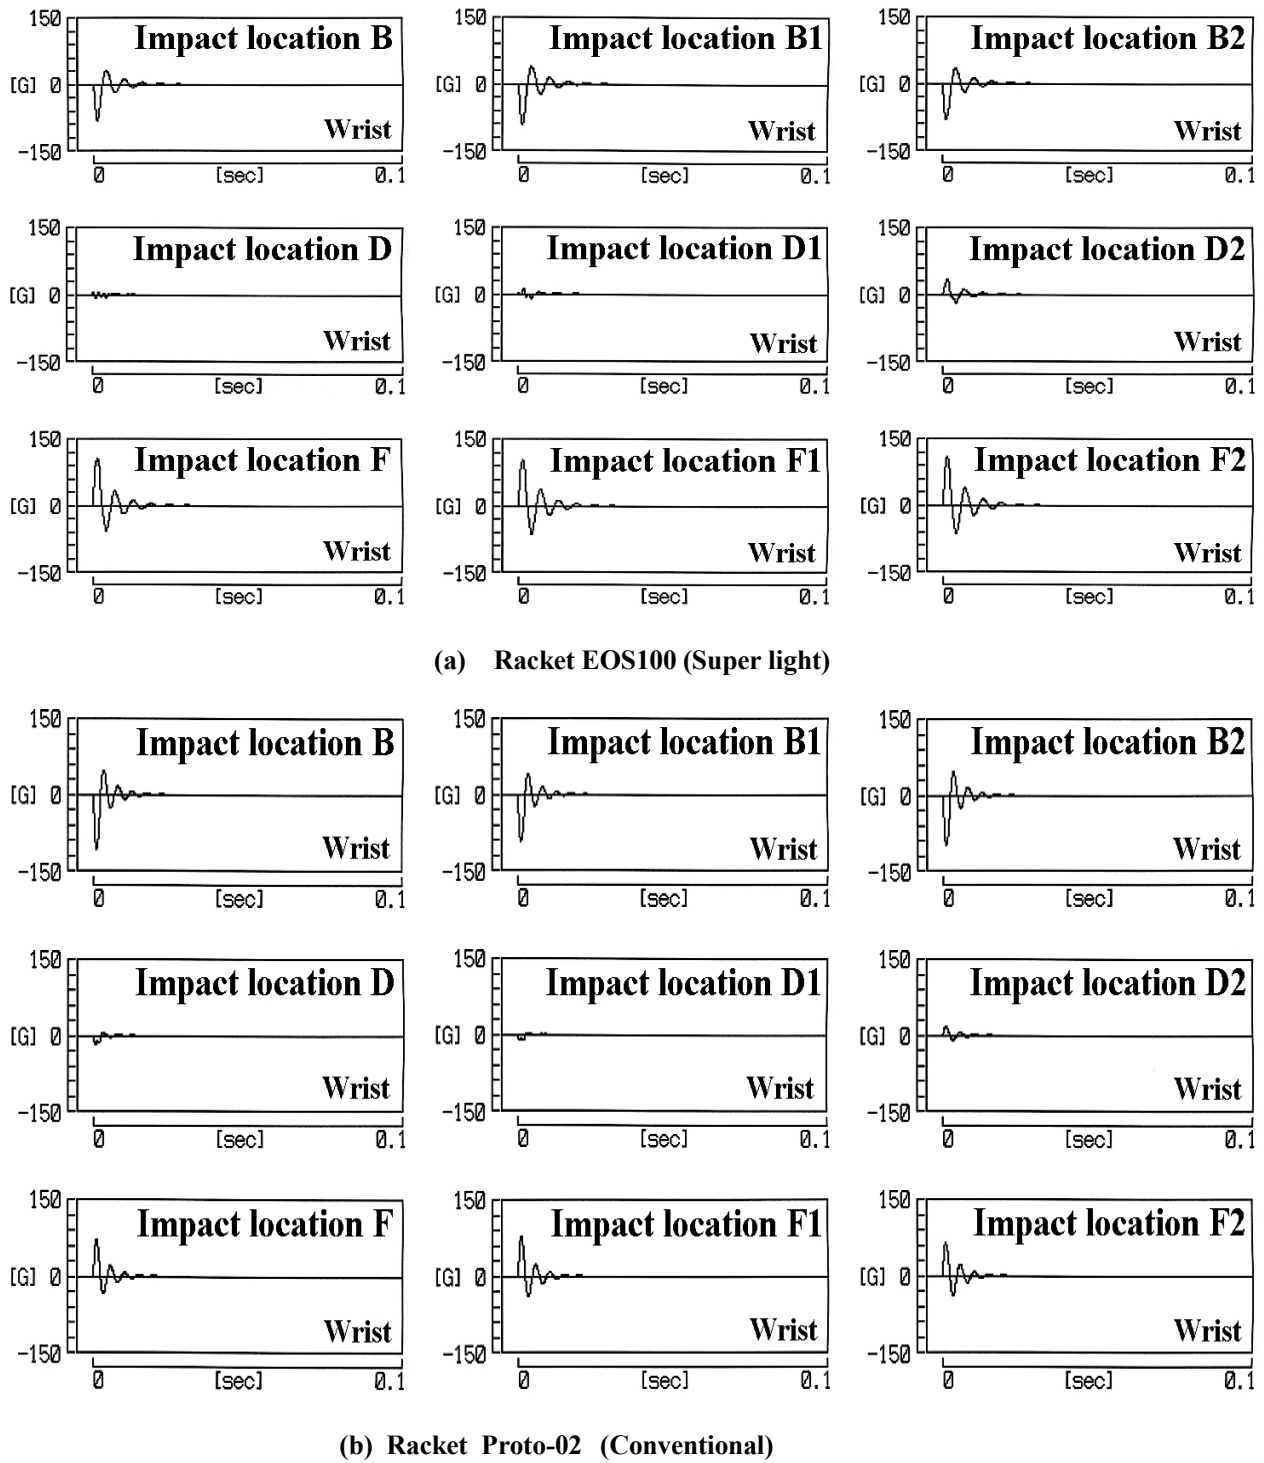 150 150 150
Impact location B Impact location B1 Impact location B2
[G] 0 [G] 0 [G] 0
Wrist Wrist Wrist
-150 -150 -150
0 [sec] 0.1 0 [sec] 0.1 0 [sec] 0.1
150 150 150
Impact location D Impact location D1 Impact location D2
[G] 0 [G] 0 [G] 0
Wrist Wrist Wrist
-150 -150 -150
0 [sec] 0.1 0 [sec] 0.1 0 [sec] 0.1
150 150 150
Impact location F Impact location F1 Impact location F2
[G] 0 [G] 0 [G] 0
Wrist Wrist Wrist
-150 -150 -150
0 [sec] 0.1 0 [sec] 0.1 0 [sec] 0.1
(a) Racket EOS100 (Super light)
150 150 150
Impact location B Impact location B1 Impact location B2
[G] 0 [G] 0 [G] 0
Wrist Wrist Wrist
-150 -150 -150
0 [sec] 0.1 0 [sec] 0.1 0 [sec] 0.1
150 150 150
Impact location D Impact location D1 Impact location D2
[G] 0 [G] 0 [G] 0
Wrist Wrist Wrist
-150 -150 -150
0 [sec] 0.1 0 [sec] 0.1 0 [sec] 0.1
150 150 150
Impact location F Impact location F1 Impact location F2
[G] 0 [G] 0 [G] 0
Wrist Wrist Wrist
-150 -150 -150
0 [sec] 0.1 0 [sec] 0.1 0 [sec] 0.1
(b) Racket Proto-02 (Conventional)